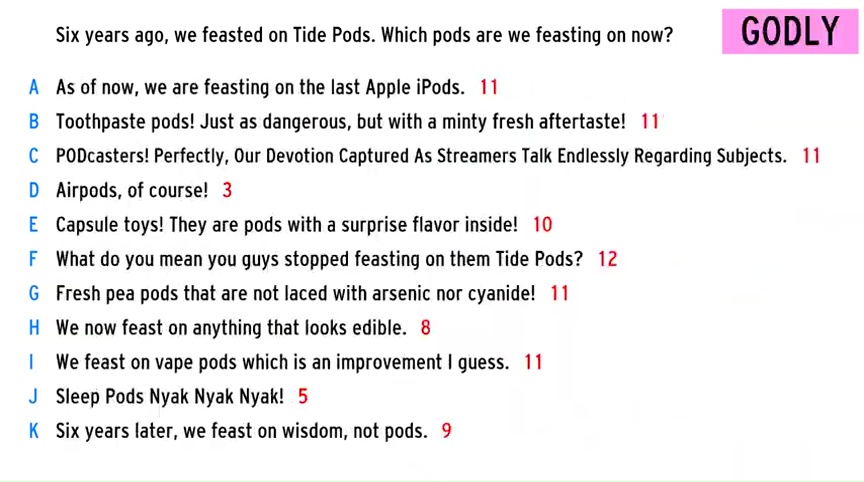 Six years ago, we feasted on Tide Pods. Which pods are we feasting on now?
GODLY
A As of now, we are feasting on the last Apple iPods. 11
B Toothpaste pods! Just as dangerous, but with a minty fresh aftertaste! 11
C PODcasters! Perfectly, Our Devotion Captured As Streamers Talk Endlessly Regarding Subjects. 11
D Airpods, of course! 3
E Capsule toys! They are pods with a surprise flavor inside! 10
F What do you mean you guys stopped feasting on them Tide Pods? 12
G Fresh pea pods that are not laced with arsenic nor cyanide! 11
H We now feast on anything that looks edible. 8
I We feast on vape pods which is an improvement I guess. 11
J Sleep Pods Nyak Nyak Nyak! 5
K Six years later, we feast on wisdom, not pods. 9